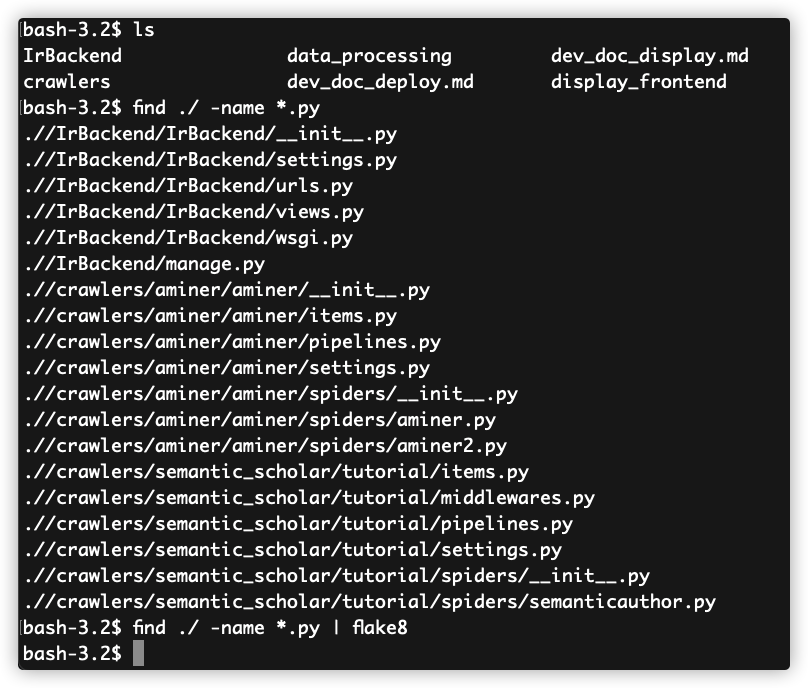 bash-3.2$ ls
IrBackend data_processing dev_doc_display.md
crawlers dev_doc_deploy.md display_frontend
bash-3.2$ find ./ -name *.py
.//IrBackend/IrBackend/__init__.py
.//IrBackend/IrBackend/settings.py
.//IrBackend/IrBackend/urls.py
.//IrBackend/IrBackend/views.py
.//IrBackend/IrBackend/wsgi.py
.//IrBackend/manage.py
.//crawlers/aminer/aminer/__init__.py
.//crawlers/aminer/aminer/items.py
.//crawlers/aminer/aminer/pipelines.py
.//crawlers/aminer/aminer/settings.py
.//crawlers/aminer/aminer/spiders/__init__.py
.//crawlers/aminer/aminer/spiders/aminer.py
.//crawlers/aminer/aminer/spiders/aminer2.py
.//crawlers/semantic_scholar/tutorial/items.py
.//crawlers/semantic_scholar/tutorial/middlewares.py
.//crawlers/semantic_scholar/tutorial/pipelines.py
.//crawlers/semantic_scholar/tutorial/settings.py
.//crawlers/semantic_scholar/tutorial/spiders/__init__.py
.//crawlers/semantic_scholar/tutorial/spiders/semanticauthor.py
bash-3.2$ find ./ -name *.py | flake8
bash-3.2$